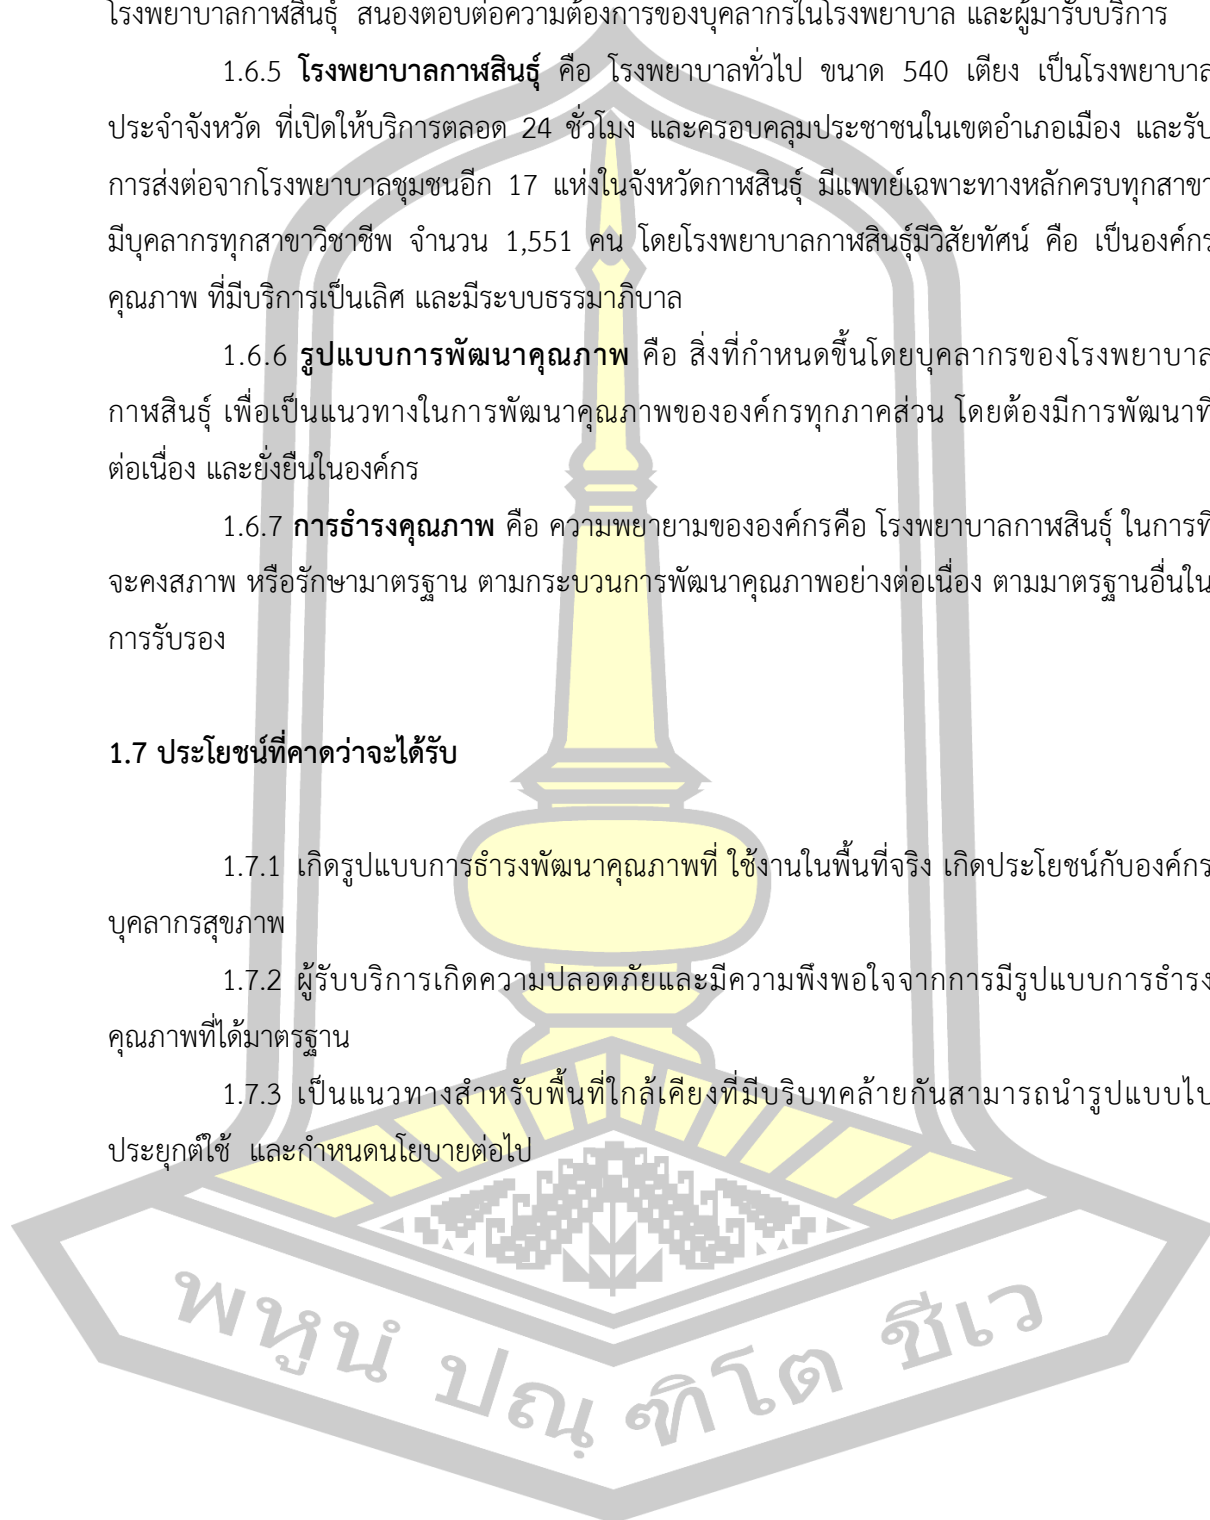 โรงพยาบาลกาฬสินธุ์ สนองตอบต่อความต้องการของบุคลากรในโรงพยาบาล และผู้มารับบริการ
1.6.5 โรงพยาบาลกาฬสินธุ์ คือ โรงพยาบาลทั่วไป ขนาด 540 เตียง เป็นโรงพยาบาล
ประจำจังหวัด ที่เปิดให้บริการตลอด 24 ชั่วโมง และครอบคลุมประชาชนในเขตอำเภอเมือง และรับ
การส่งต่อจากโรงพยาบาลชุมชนอีก 17 แห่งในจังหวัดกาฬสินธุ์ มีแพทย์เฉพาะทางหลักครบทุกสาขา
มีบุคลากรทุกสาขาวิชาชีพ จำนวน 1,551 คน โดยโรงพยาบาลกาฬสินธุ์มีวิสัยทัศน์ คือ เป็นองค์กร
คุณภาพ ที่มีบริการเป็นเลิศ และมีระบบธรรมาภิบาล
1.6.6 รูปแบบการพัฒนาคุณภาพ คือ สิ่งที่กำหนดขึ้นโดยบุคลากรของโรงพยาบาล
กาฬสินธุ์ เพื่อเป็นแนวทางในการพัฒนาคุณภาพขององค์กรทุกภาคส่วน โดยต้องมีการพัฒนาที่
ต่อเนื่อง และยั่งยืนในองค์กร
1.6.7 การธำรงคุณภาพ คือ ความพยายามขององค์กรคือ โรงพยาบาลกาฬสินธุ์ ในการที่
จะคงสภาพ หรือรักษามาตรฐาน ตามกระบวนการพัฒนาคุณภาพอย่างต่อเนื่อง ตามมาตรฐานอื่นใน
การรับรอง
1.7 ประโยชน์ที่คาดว่าจะได้รับ
1.7.1 เกิดรูปแบบการธำรงพัฒนาคุณภาพที่ ใช้งานในพื้นที่จริง เกิดประโยชน์กับองค์กร
บุคลากรสุขภาพ
1.7.2 ผู้รับบริการเกิดความปลอดภัยและมีความพึงพอใจจากการมีรูปแบบการธำรง
คุณภาพที่ได้มาตรฐาน
1.7.3 เป็นแนวทางสำหรับพื้นที่ใกล้เคียงที่มีบริบทคล้ายกันสามารถนำรูปแบบไป
ประยุกต์ใช้ และกำหนดนโยบายต่อไป
พหูนํ ปณฺฑิโต ชีเว